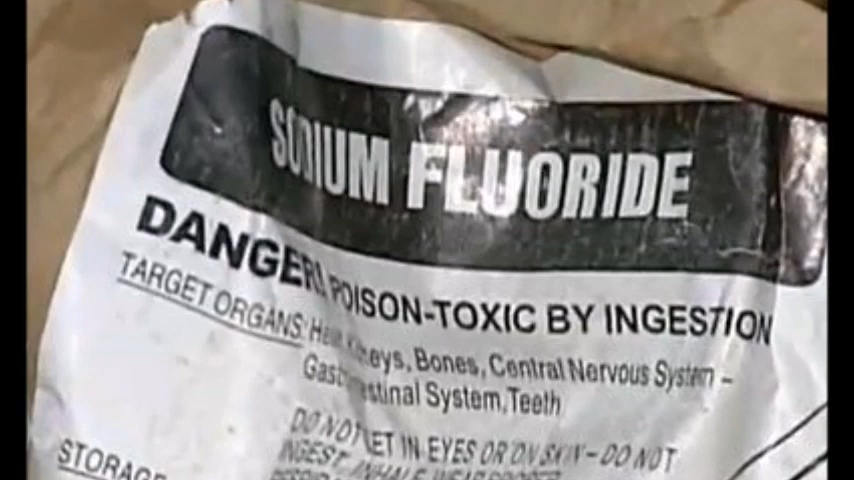 SODIUM FLUORIDE
DANGER! POISON-TOXIC BY INGESTION
TARGET ORGANS: Heart, Kidneys, Bones, Central Nervous System –
Gastrointestinal System, Teeth
DO NOT LET IN EYES OR ON SKIN – DO NOT
INGEST, INHALE, WEAR PROPER
STORAGE